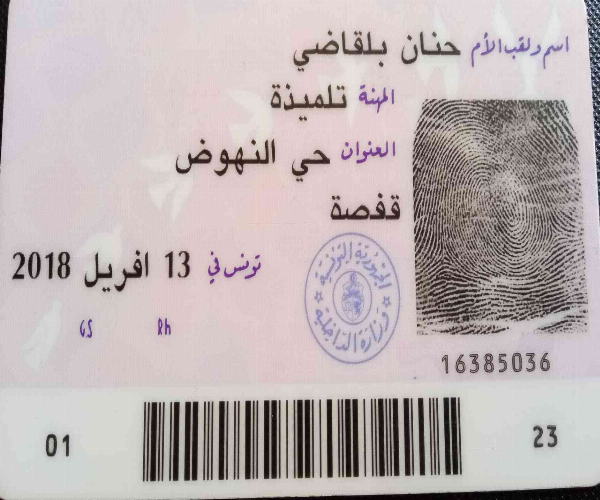 اسم ولقب الأم حنان بلقاضي
المهنة تلميذة
العنوان حي النهوض
قفصة
تونس في 13 افريل 2018
الجمهورية التونسية
وزارة الداخلية
GS Rh
16385036
01 23